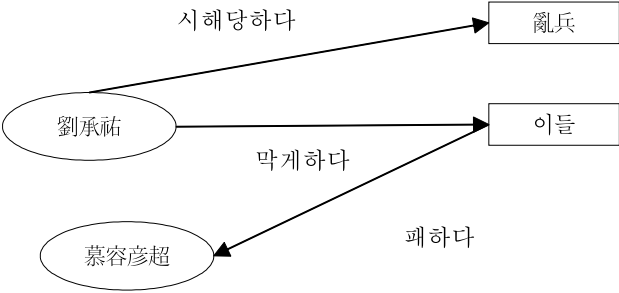 시해당하다
亂兵
劉承祐
이들
막게하다
패하다
慕容彦超